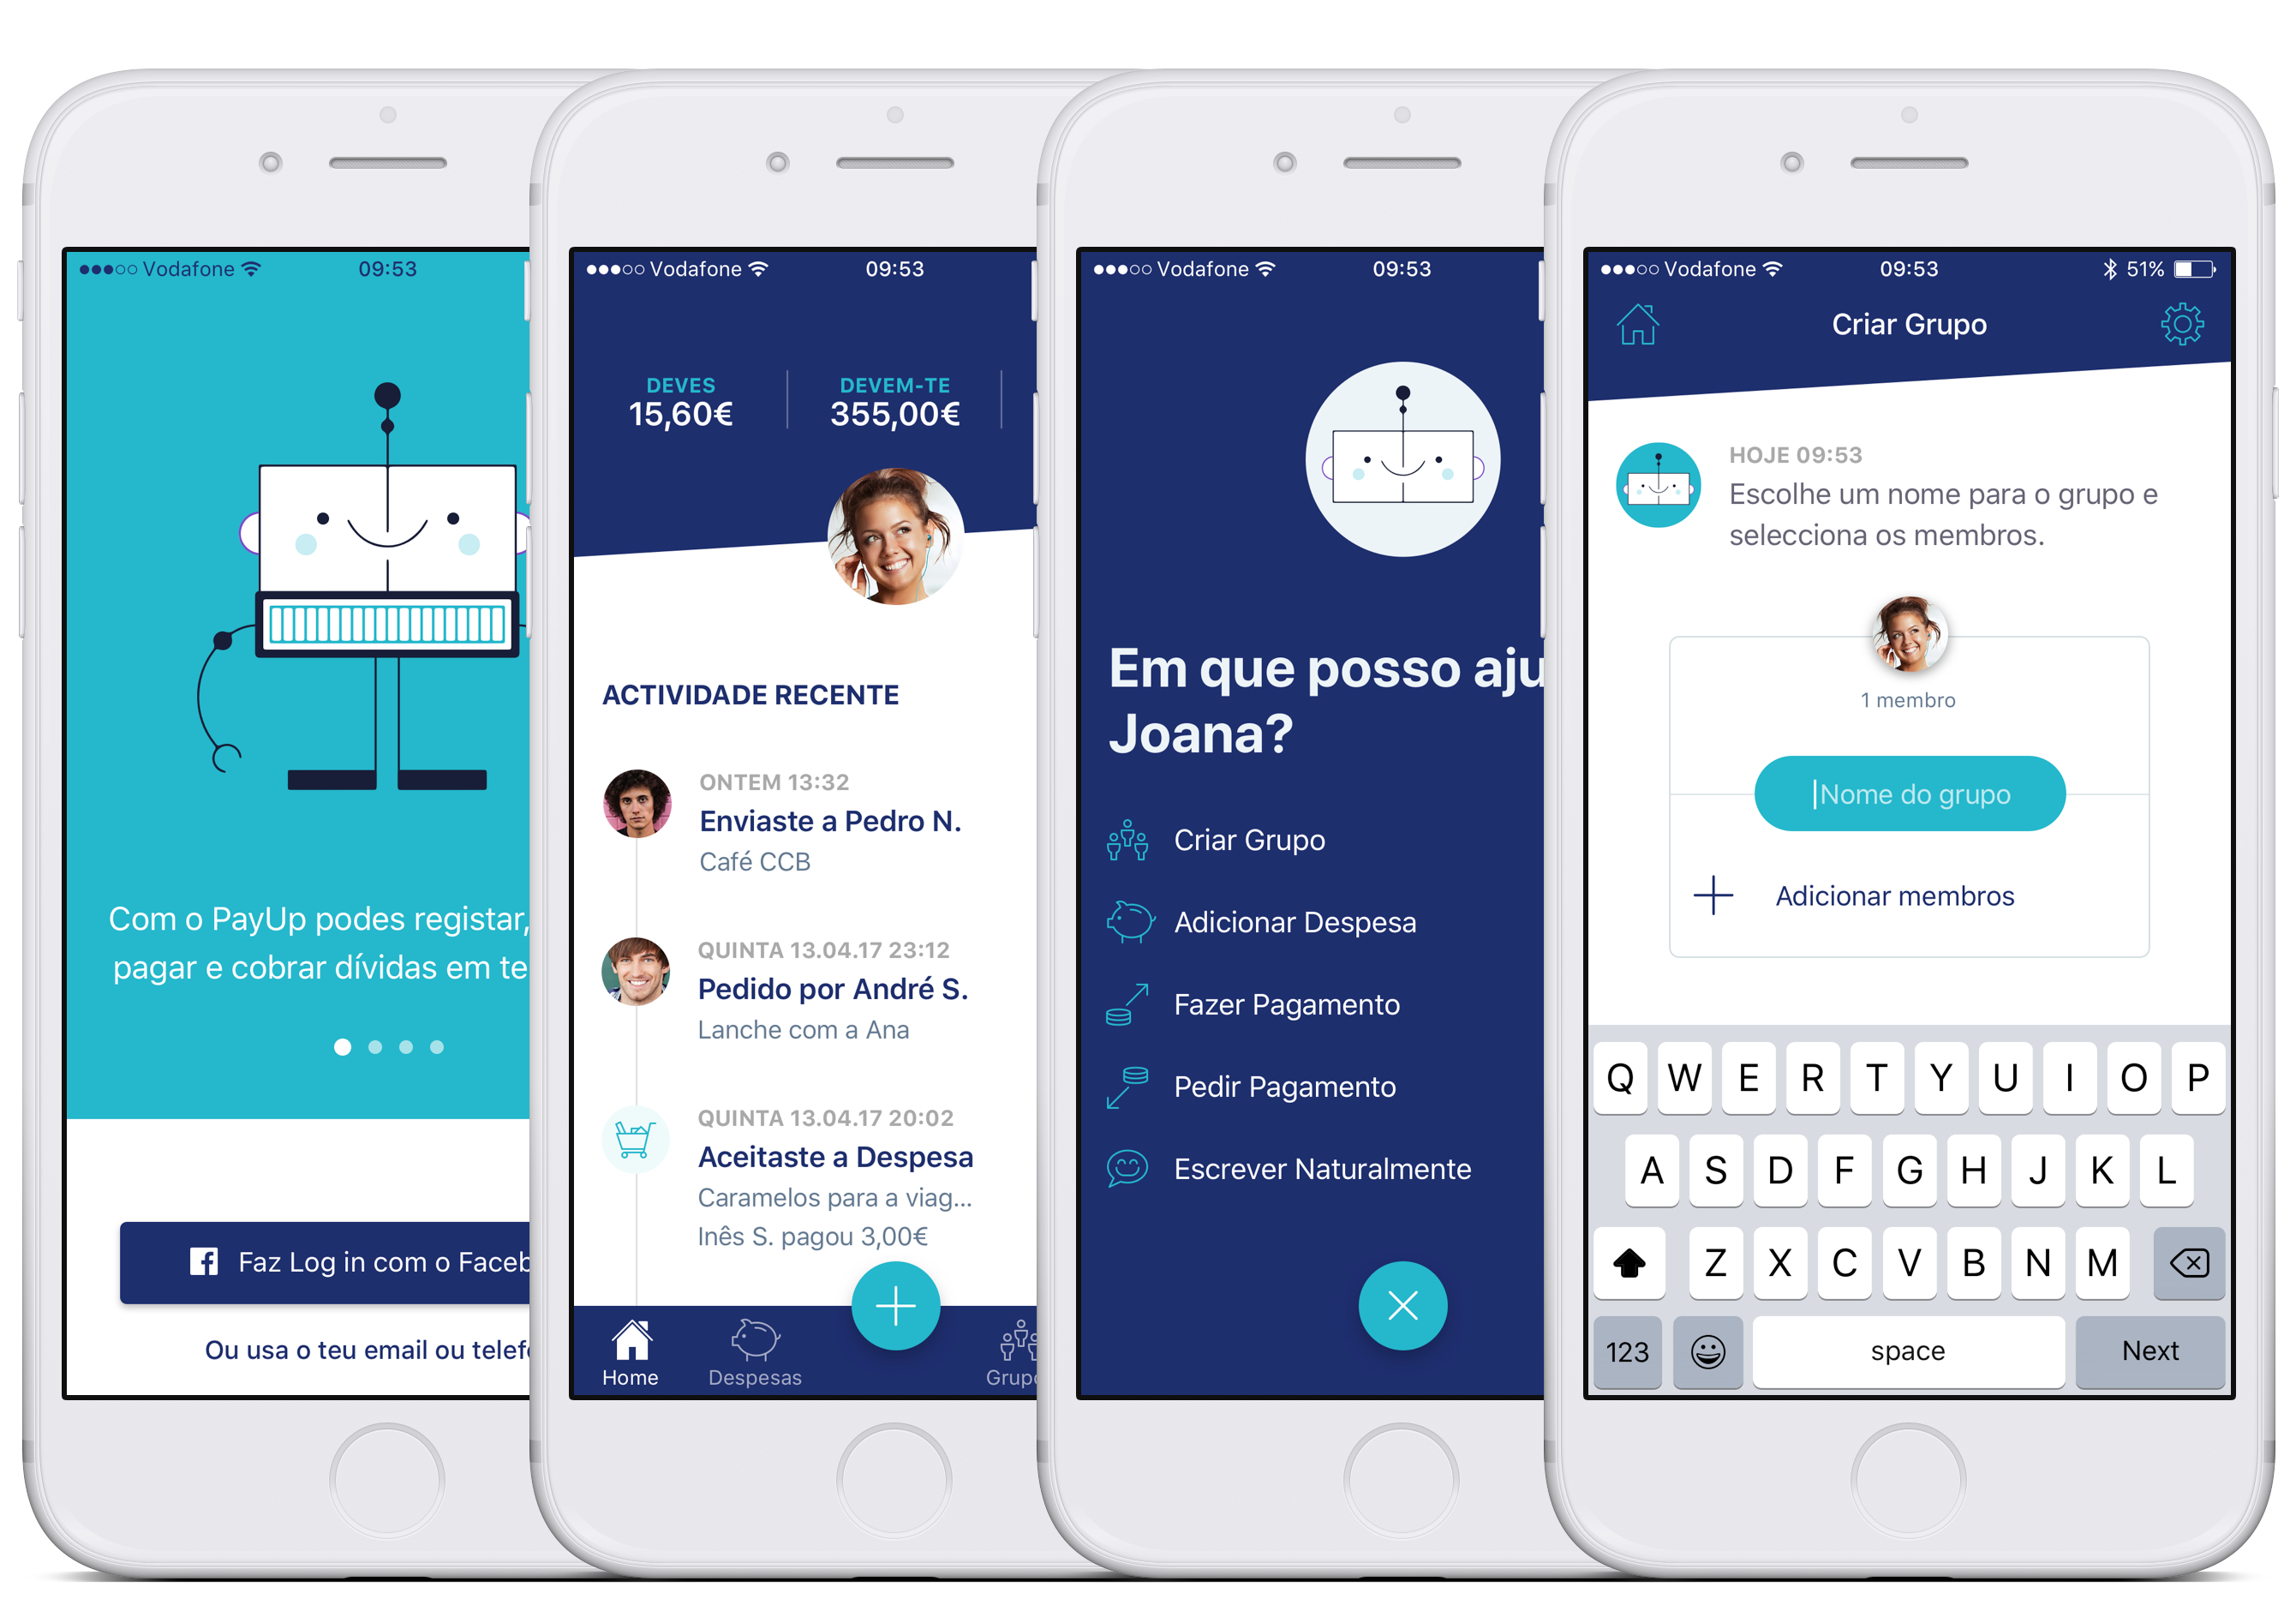 Vodafone 09:53
Com o PayUp podes registar,
pagar e cobrar dívidas em
Faz Log in com o
Ou usa o teu email ou
Vodafone 09:53
DEVES DEVEM-TE
15,60€ 355,00€
ACTIVIDADE RECENTE
ONTEM 13:32
Enviaste a Pedro N.
Café CCB
QUINTA 13.04.17 23:12
Pedido por André S.
Lanche com a Ana
QUINTA 13.04.17 20:02
Aceitaste a Despesa
Caramelos para a viag...
Inês S. pagou 3,00€
Home Despesas
Vodafone 09:53
Em que posso
Joana?
Criar Grupo
Adicionar Despesa
Fazer Pagamento
Pedir Pagamento
Escrever Naturalmente
Vodafone 09:53 51%
Criar Grupo
HOJE 09:53
Escolhe um nome para o grupo e
selecciona os membros.
1 membro
Nome do grupo
Adicionar membros
Q W E R T Y U I O P
A S D F G H J K L
Z X C V B N M
123 space Next